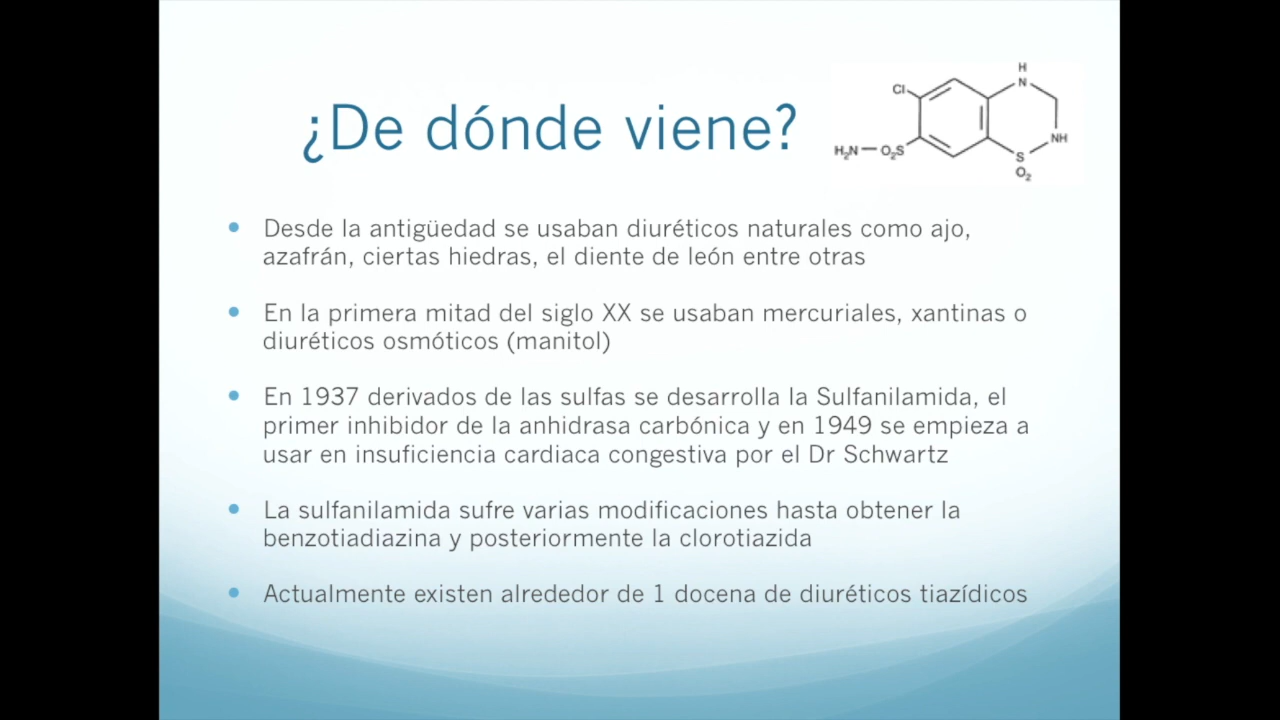 ¿De dónde viene?
H
Cl
N
NH
H₂N — O₂S
S
O₂
Desde la antigüedad se usaban diuréticos naturales como ajo,
azafrán, ciertas hiedras, el diente de león entre otras
En la primera mitad del siglo XX se usaban mercuriales, xantinas o
diuréticos osmóticos (manitol)
En 1937 derivados de las sulfas se desarrolla la Sulfanilamida, el
primer inhibidor de la anhidrasa carbónica y en 1949 se empieza a
usar en insuficiencia cardiaca congestiva por el Dr Schwartz
La sulfanilamida sufre varias modificaciones hasta obtener la
benzotiadiazina y posteriormente la clorotiazida
Actualmente existen alrededor de 1 docena de diuréticos tiazídicos